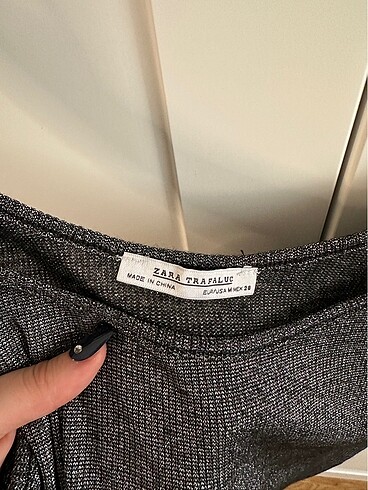 ZARA TRAFALUC
MADE IN CHINA
EUR/USA M MEX 28